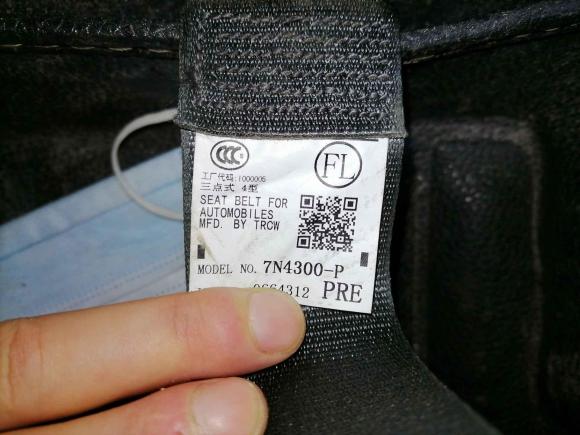 CCC
FL
工厂代码:1000005
三点式 4型
SEAT BELT FOR
AUTOMOBILES
MFD. BY TRCW
MODEL NO. 7N4300-P
0664312 PRE